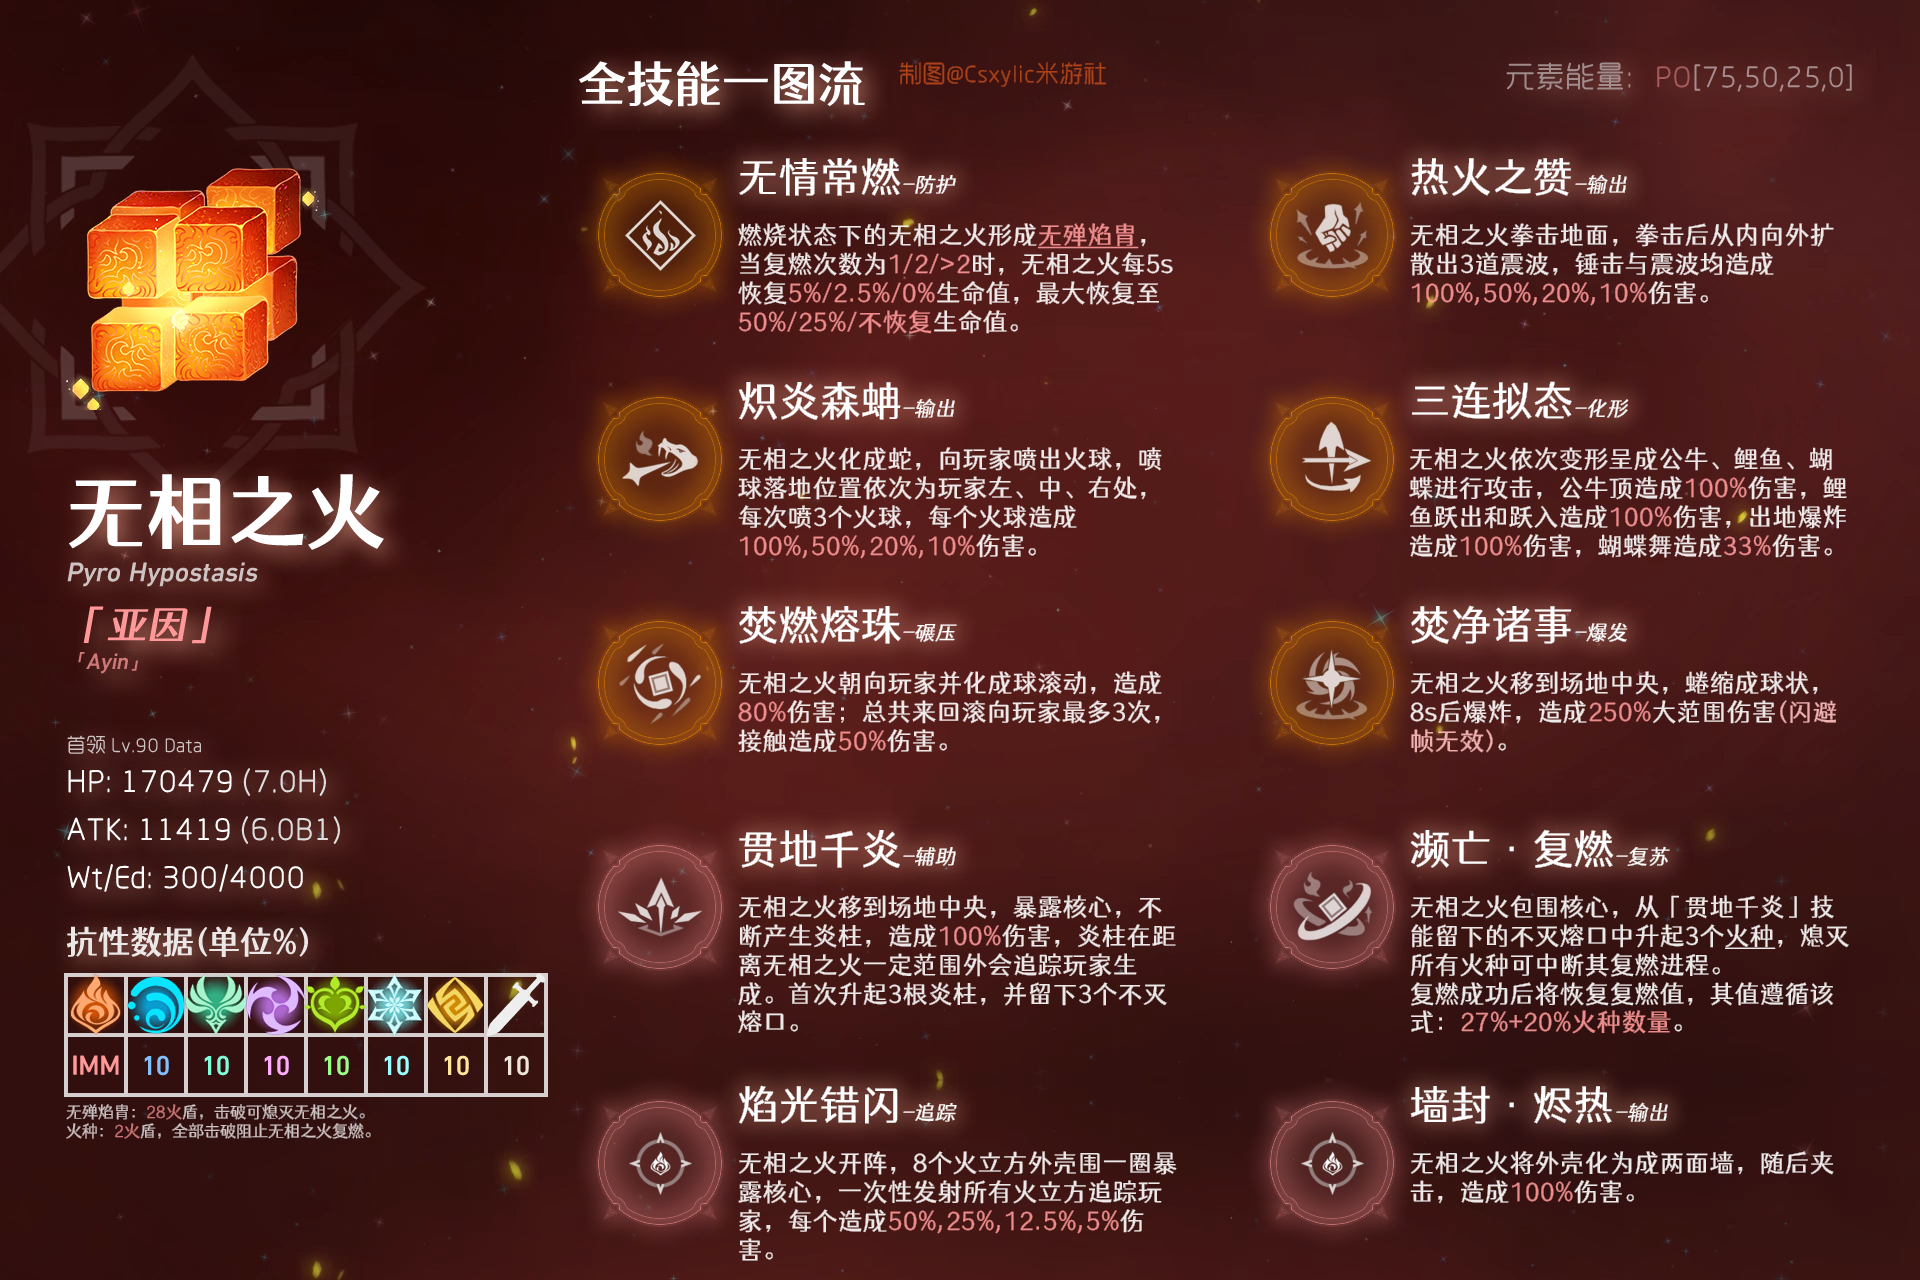 全技能一图流
制图@Csxylic米游社
元素能量: PO[75,50,25,0]
无相之火
Pyro Hypostasis
「亚因」
「Ayin」
首领 Lv.90 Data
HP: 170479 (7.0H)
ATK: 11419 (6.0B1)
Wt/Ed: 300/4000
抗性数据(单位%)
IMM 10 10 10 10 10 10 10
无殚焰胄：28火盾，击破可熄灭无相之火。
火种：2火盾，全部击破阻止无相之火复燃。
无情常燃-防护
燃烧状态下的无相之火形成无殚焰胄，
当复燃次数为1/2/>2时，无相之火每5s
恢复5%/2.5%/0%生命值，最大恢复至
50%/25%/不恢复生命值。
热火之赞-输出
无相之火拳击地面，拳击后从内向外扩
散出3道震波，锤击与震波均造成
100%,50%,20%,10%伤害。
炽炎森蚺-输出
无相之火化成蛇，向玩家喷出火球，喷
球落地位置依次为玩家左、中、右处，
每次喷3个火球，每个火球造成
100%,50%,20%,10%伤害。
三连拟态-化形
无相之火依次变形呈成公牛、鲤鱼、蝴
蝶进行攻击，公牛顶造成100%伤害，鲤
鱼跃出和跃入造成100%伤害，出地爆炸
造成100%伤害，蝴蝶舞造成33%伤害。
焚燃熔珠-碾压
无相之火朝向玩家并化成球滚动，造成
80%伤害；总共来回滚向玩家最多3次，
接触造成50%伤害。
焚净诸事-爆发
无相之火移到场地中央，蜷缩成球状，
8s后爆炸，造成250%大范围伤害(闪避
帧无效)。
贯地千炎-辅助
无相之火移到场地中央，暴露核心，不
断产生炎柱，造成100%伤害，炎柱在距
离无相之火一定范围外会追踪玩家生
成。首次升起3根炎柱，并留下3个不灭
熔口。
濒亡·复燃-复苏
无相之火包围核心，从「贯地千炎」技
能留下的不灭熔口中升起3个火种，熄灭
所有火种可中断其复燃进程。
复燃成功后将恢复复燃值，其值遵循该
式：27%+20%火种数量。
焰光错闪-追踪
无相之火开阵，8个火立方外壳围一圈暴
露核心，一次性发射所有火立方追踪玩
家，每个造成50%,25%,12.5%,5%伤
害。
墙封·烬热-输出
无相之火将外壳化为成两面墙，随后夹
击，造成100%伤害。